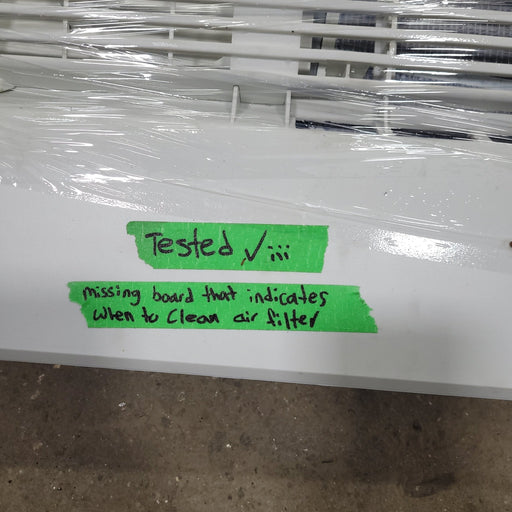 Tested ✓iii
missing board that indicates
when to Clean air filter